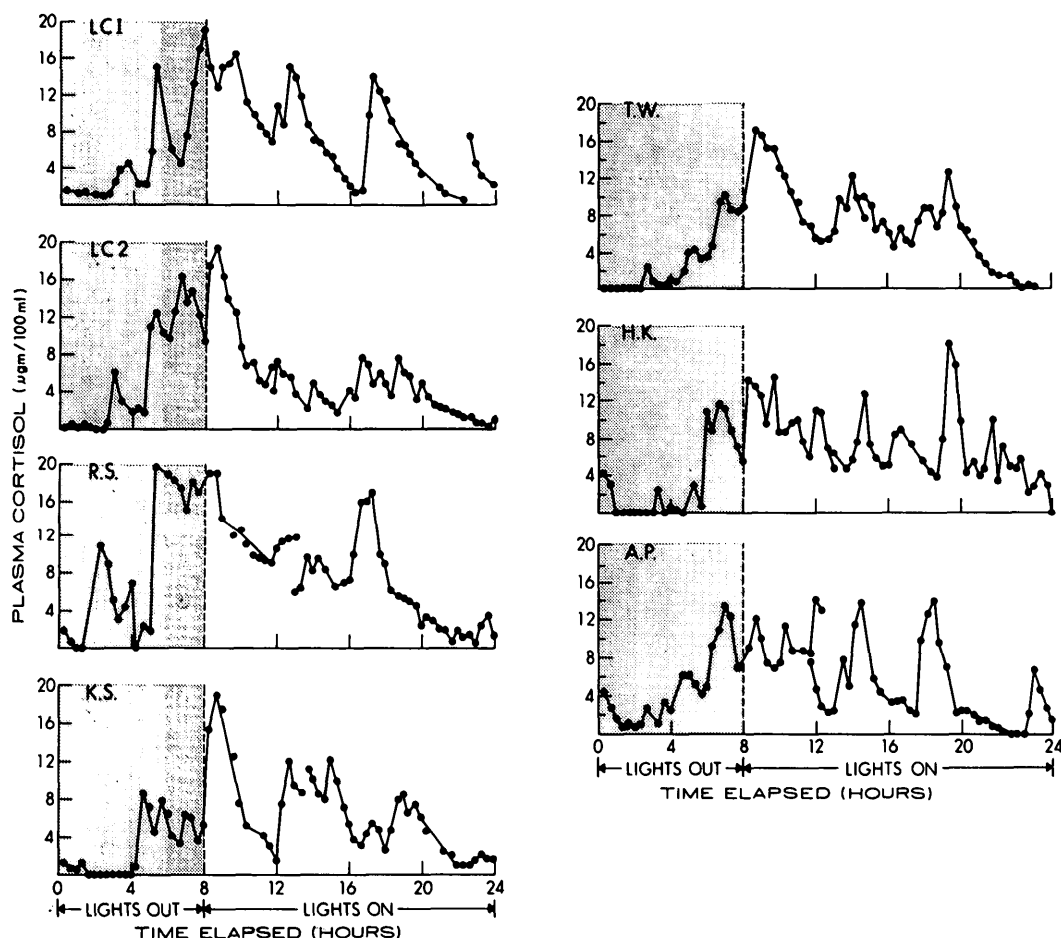 PLASMA CORTISOL (µgm/100ml)
LC1
20
16
12
8
4
LC2
20
16
12
8
4
R.S.
20
16
12
8
4
K.S.
20
16
12
8
4
0 4 8 12 16 20 24
LIGHTS OUT LIGHTS ON
TIME ELAPSED (HOURS)
T.W.
20
16
12
8
4
H.K.
20
16
12
8
4
A.P.
20
16
12
8
4
0 4 8 12 16 20 24
LIGHTS OUT LIGHTS ON
TIME ELAPSED (HOURS)